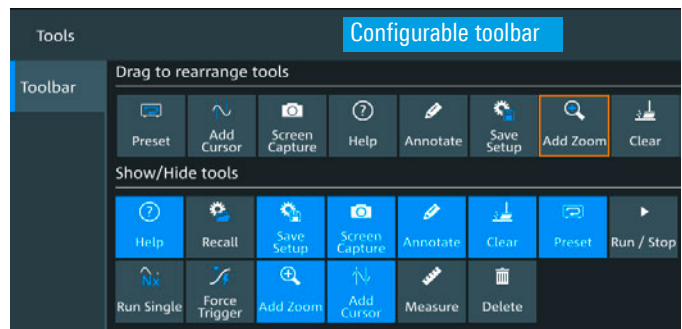 Tools
Configurable toolbar
Toolbar
Drag to rearrange tools
Preset
Add
Cursor
Screen
Capture
Help
Annotate
Save
Setup
Add Zoom
Clear
Show/Hide tools
Help
Recall
Save
Setup
Screen
Capture
Annotate
Clear
Preset
Run / Stop
Nx
Run Single
Force
Trigger
Add Zoom
Add
Cursor
Measure
Delete